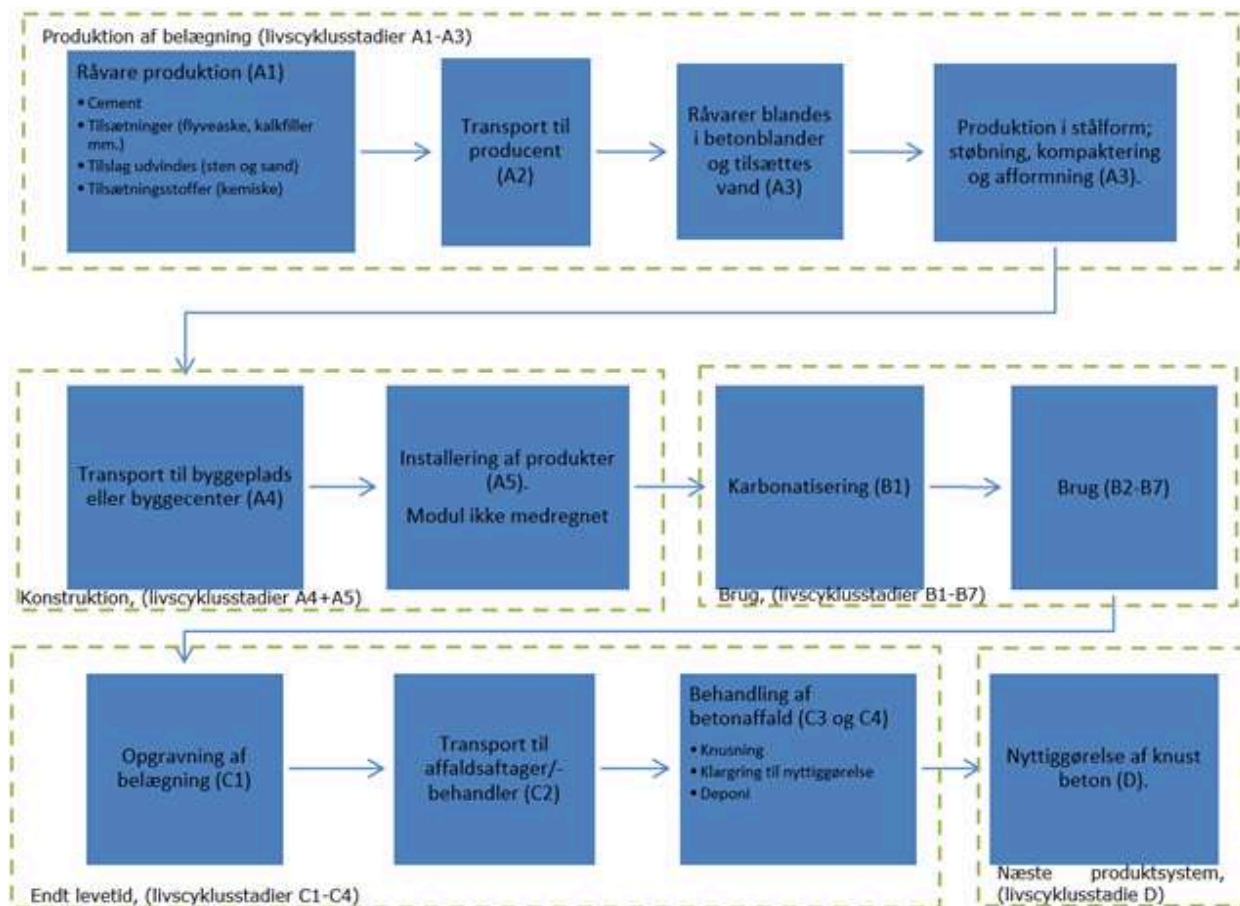 Produktion af belægning (livscyklusstadier A1-A3)
Råvare produktion (A1)
• Cement
• Tilsætninger (flyveaske, kalkfiller
mm.)
• Tilslag udvindes (sten og sand)
• Tilsætningsstoffer (kemiske)
Transport til
producent
(A2)
Råvarer blandes
i betonblander
og tilsættes
vand (A3)
Produktion i stålform;
støbning, kompaktering
og afformning (A3).
Transport til byggeplads
eller byggecenter (A4)
Installering af produkter
(A5).
Modul ikke medregnet
Konstruktion, (livscyklusstadier A4+A5)
Karbonatisering (B1)
Brug (B2-B7)
Brug, (livscyklusstadier B1-B7)
Opgravning af
belægning (C1)
Transport til
affaldsaftager/-
behandler (C2)
Behandling af
betonaffald (C3 og C4)
• Knusning
• Klargring til nyttiggørelse
• Deponi
Endt levetid, (livscyklusstadier C1-C4)
Nyttiggørelse af knust
beton (D).
Næste produktsystem,
(livscyklusstadie D)